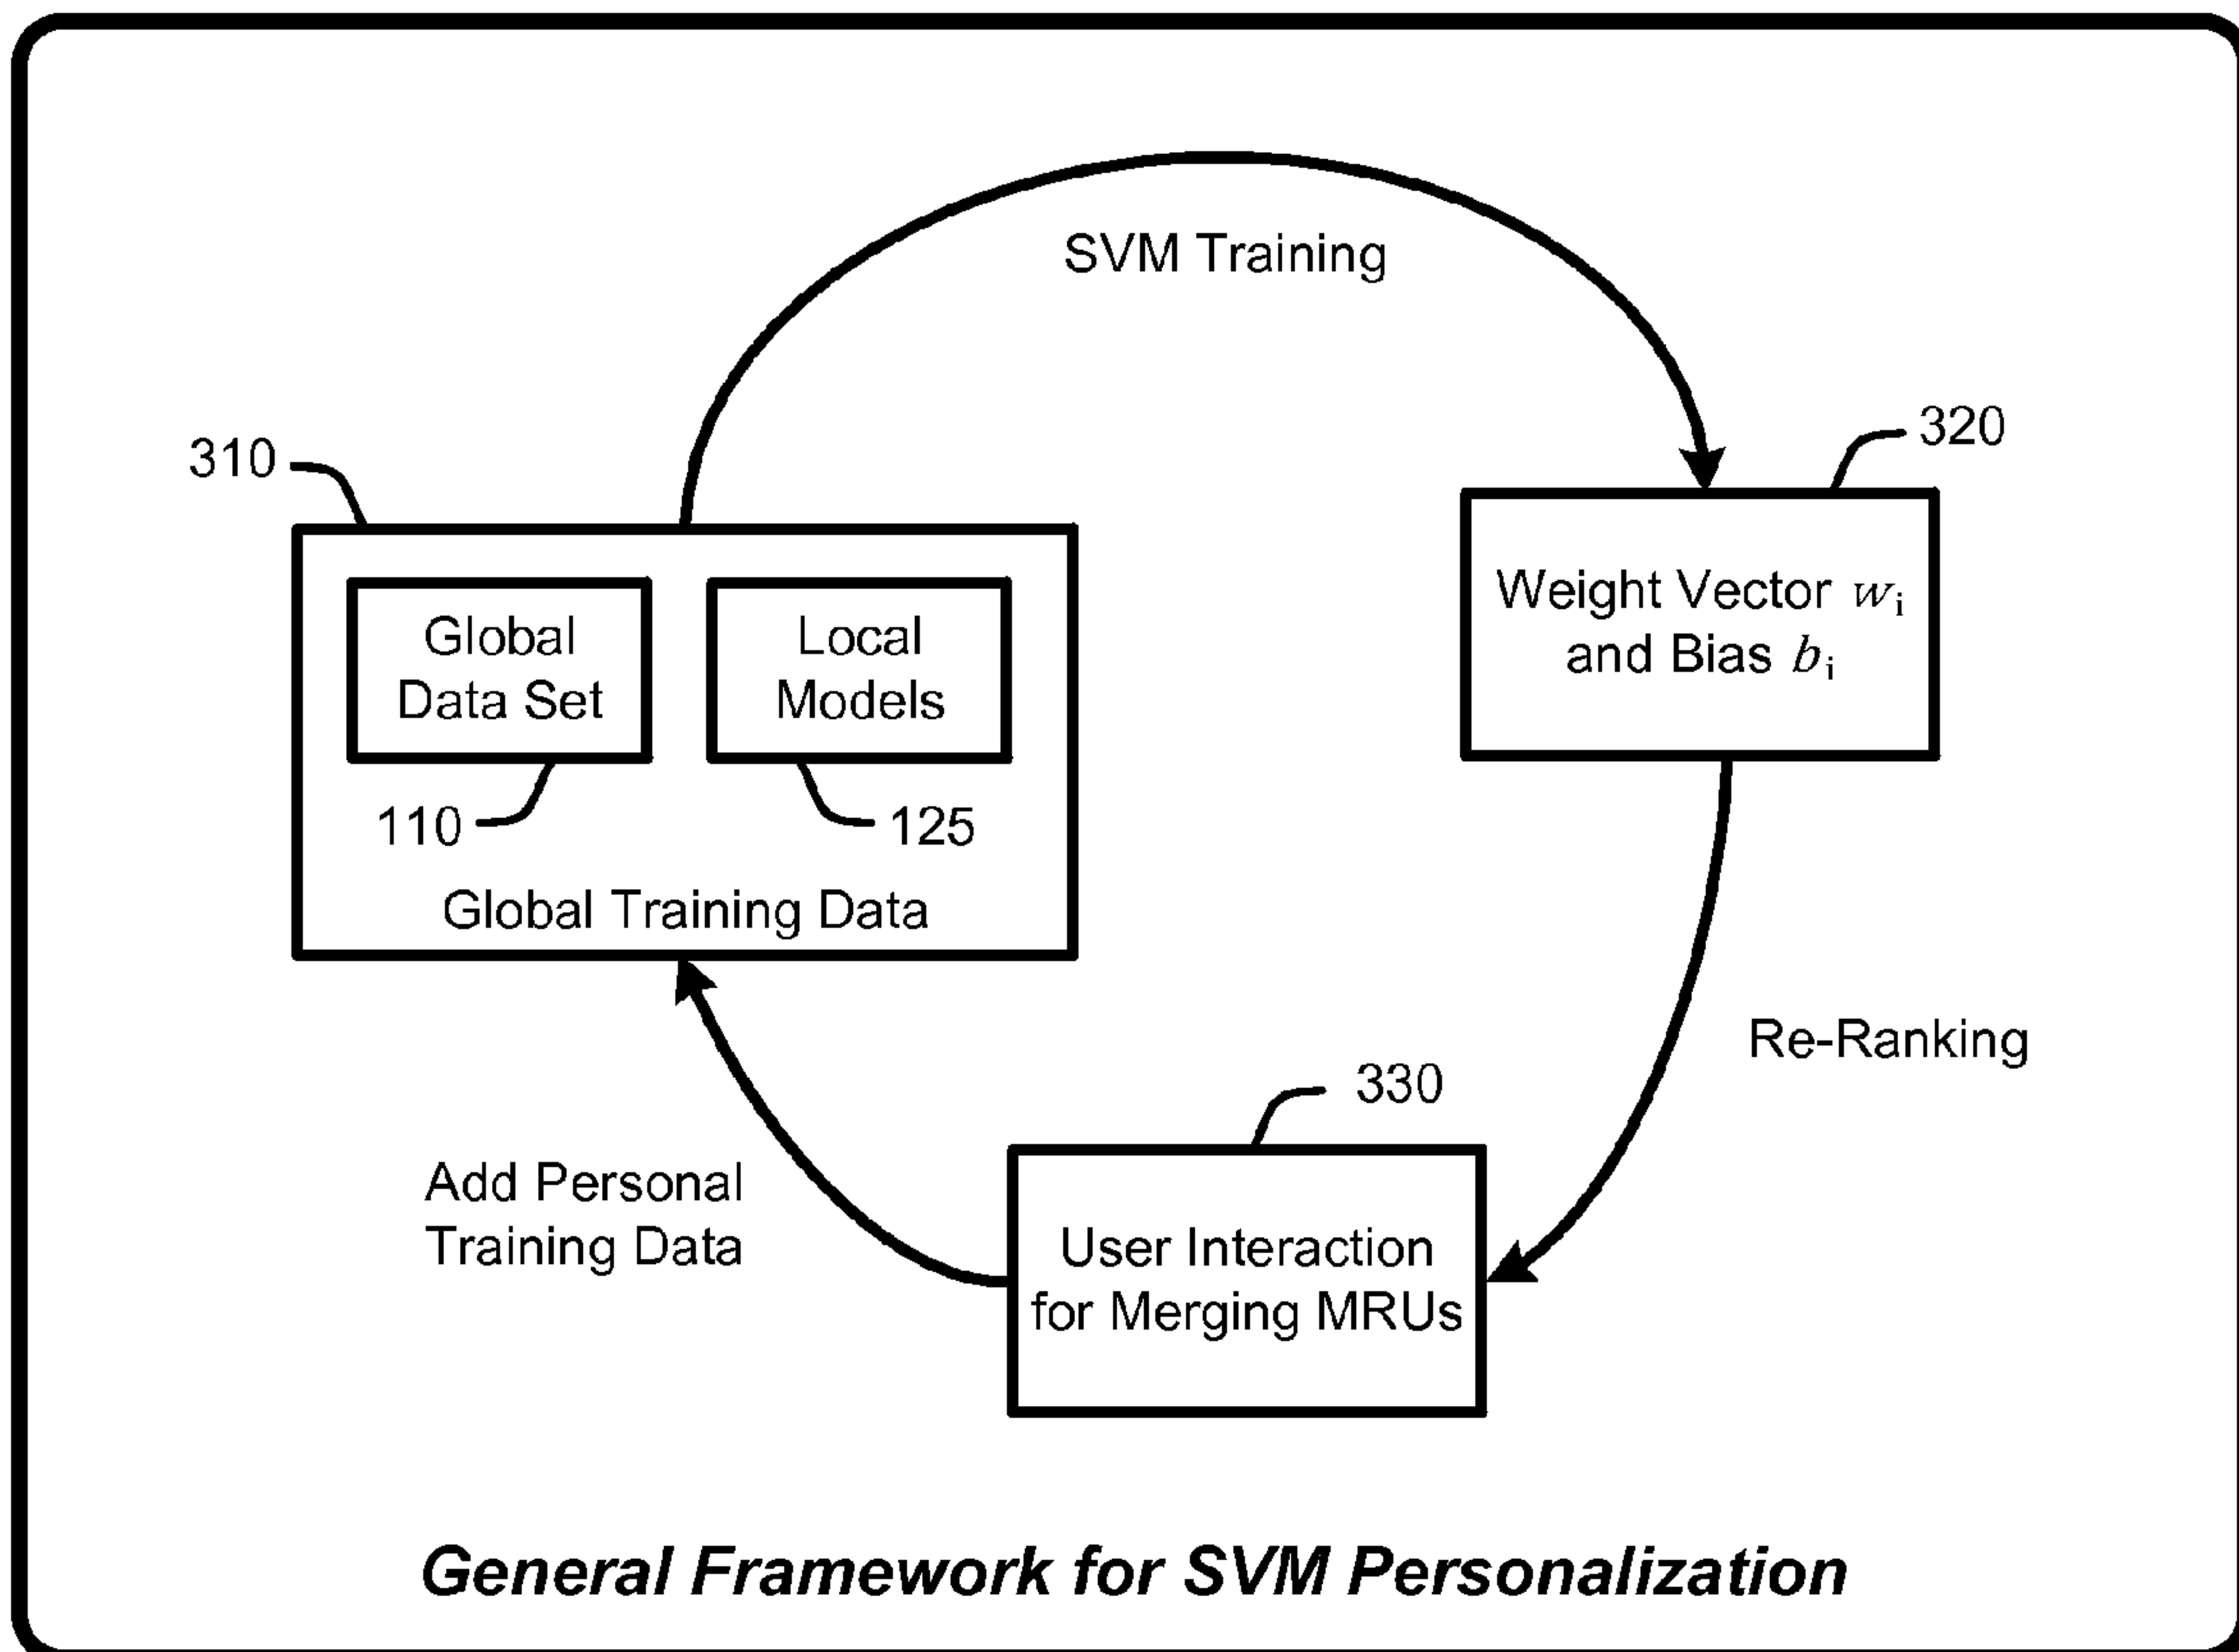 SVM Training
310
320
Global
Data Set
Local
Models
Weight Vector wᵢ
and Bias bᵢ
110
125
Global Training Data
Re-Ranking
330
Add Personal
Training Data
User Interaction
for Merging MRUs
General Framework for SVM Personalization